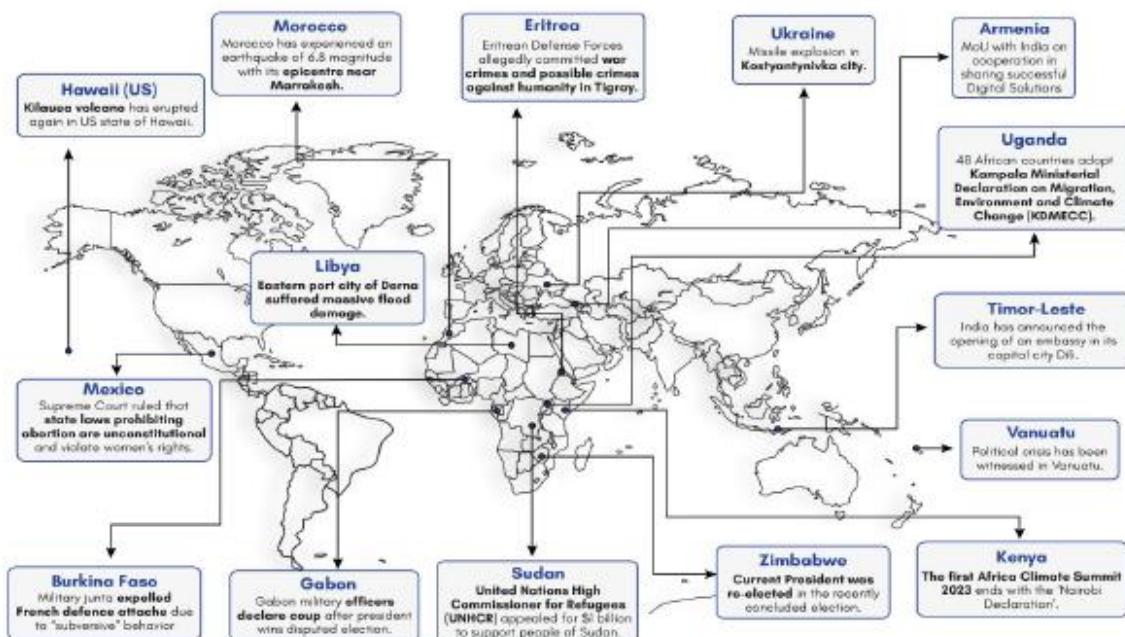 Morocco
Morocco has experienced an
earthquake of 6.8 magnitude
with its epicentre near
Marrakesh.
Eritrea
Eritrean Defense Forces
allegedly committed war
crimes and possible crimes
against humanity in Tigray.
Ukraine
Missile explosion in
Kostyantynivka city.
Armenia
MoU with India on
cooperation in
sharing successful
Digital Solutions
Hawaii (US)
Kilauea volcano has erupted
again in US state of Hawaii.
Uganda
48 African countries adopt
Kampala Ministerial
Declaration on Migration,
Environment and Climate
Change (KDMECC).
Libya
Eastern port city of Derna
suffered massive flood
damage.
Timor-Leste
India has announced the
opening of an embassy in its
capital city Dili.
Mexico
Supreme Court ruled that
state laws prohibiting
abortion are unconstitutional
and violate women's rights.
Vanuatu
Political crisis has been
witnessed in Vanuatu.
Burkina Faso
Military junta expelled
French defence attache due
to "subversive" behavior
Gabon
Gabon military officers
declare coup after president
wins disputed election.
Sudan
United Nations High
Commissioner for Refugees
(UNHCR) appealed for $1 billion
to support people of Sudan.
Zimbabwe
Current President was
re-elected in the recently
concluded election.
Kenya
The first Africa Climate Summit
2023 ends with the 'Nairobi
Declaration'.